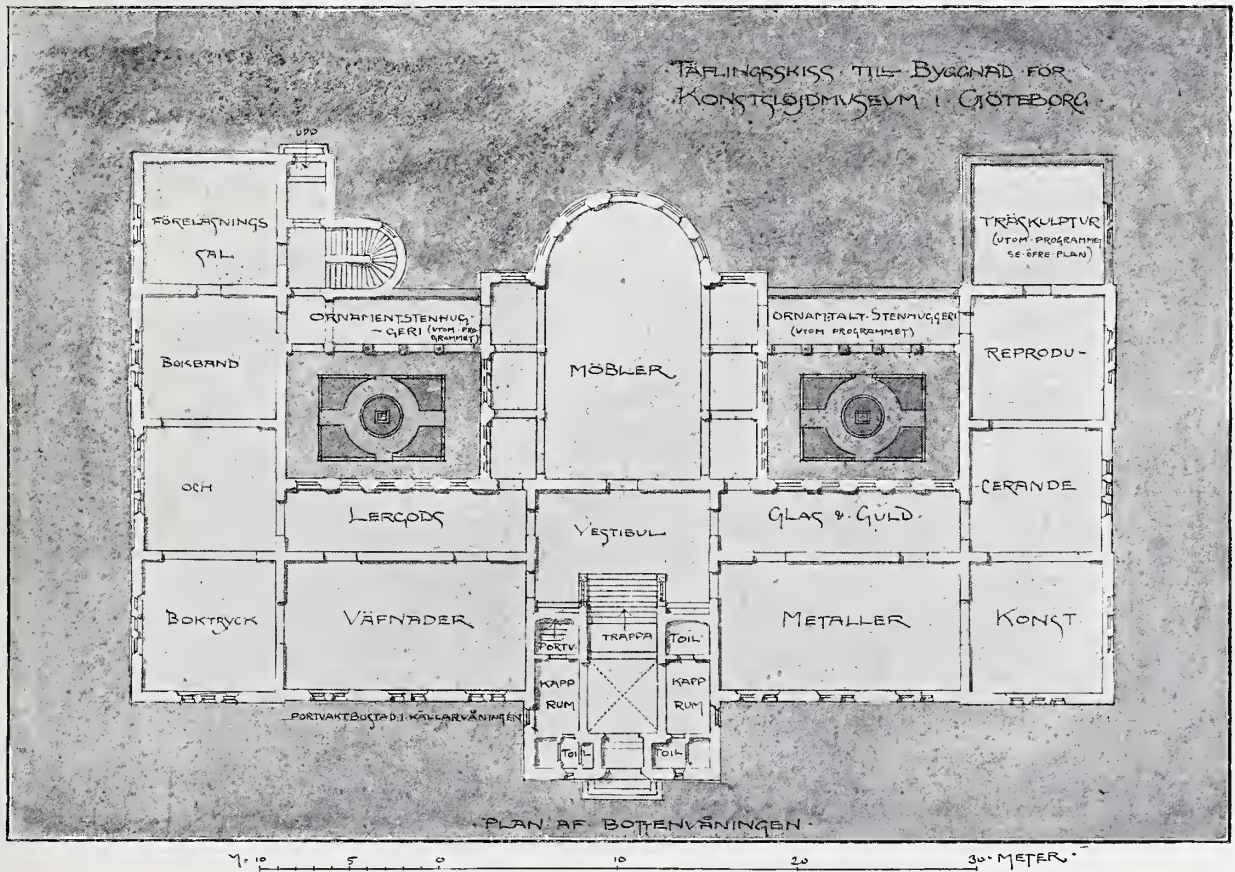 TÄFLINGSSKISS · TILL BYGGNAD · FÖR
KONSTSLÖJDMUSEUM · I · GÖTEBORG ·
UPP
FÖRELÄSNINGS
SAL
TRÄSKULPTUR
(UTOM · PROGRAMMET
SE · ÖFRE · PLAN)
ORNAMENTSTENHUG-
- GERI (UTOM · PRO
GRAMMET)
ORNAMTALT · STENHUGGERI
(UTOM PROGRAMMET)
BOKBAND
MÖBLER
REPRODU-
OCH
CERANDE
LERGODS
VESTIBUL
GLAS & · GULD ·
BOKTRYCK
VÄFNADER
METALLER
KONST
PORTV.
TRAPPA
TOIL
KAPP
RUM
KAPP
RUM
PORTVAKTBOSTAD · I · KÄLLARVÅNINGEN
TOIL
TOIL
· PLAN AF BOTTENVÅNINGEN ·
M. 10 5 0 10 20 30 · METER ·